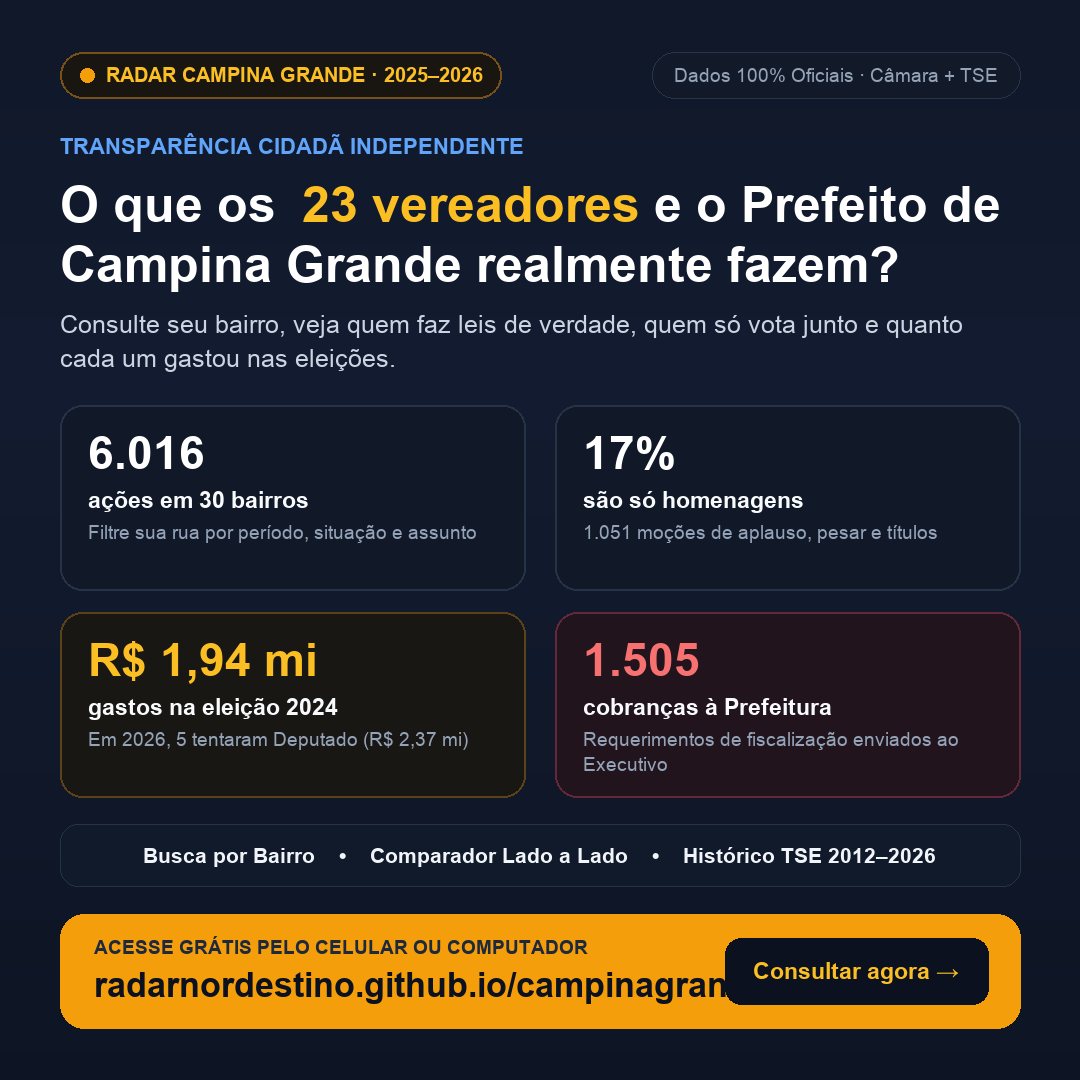 RADAR CAMPINA GRANDE · 2025–2026
Dados 100% Oficiais · Câmara + TSE
TRANSPARÊNCIA CIDADÃ INDEPENDENTE
O que os 23 vereadores e o Prefeito de
Campina Grande realmente fazem?
Consulte seu bairro, veja quem faz leis de verdade, quem só vota junto e quanto
cada um gastou nas eleições.
6.016
ações em 30 bairros
Filtre sua rua por período, situação e assunto
17%
são só homenagens
1.051 moções de aplauso, pesar e títulos
R$ 1,94 mi
gastos na eleição 2024
Em 2026, 5 tentaram Deputado (R$ 2,37 mi)
1.505
cobranças à Prefeitura
Requerimentos de fiscalização enviados ao
Executivo
Busca por Bairro • Comparador Lado a Lado • Histórico TSE 2012–2026
ACESSE GRÁTIS PELO CELULAR OU COMPUTADOR
radarnordestino.github.io/campinagran
Consultar agora →